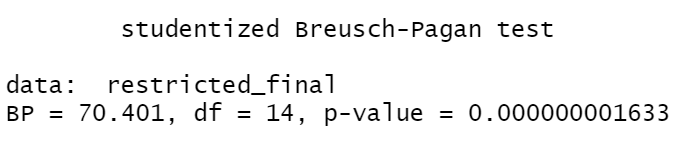 studentized Breusch-Pagan test
data:  restricted_final
BP = 70.401, df = 14, p-value = 0.000000001633